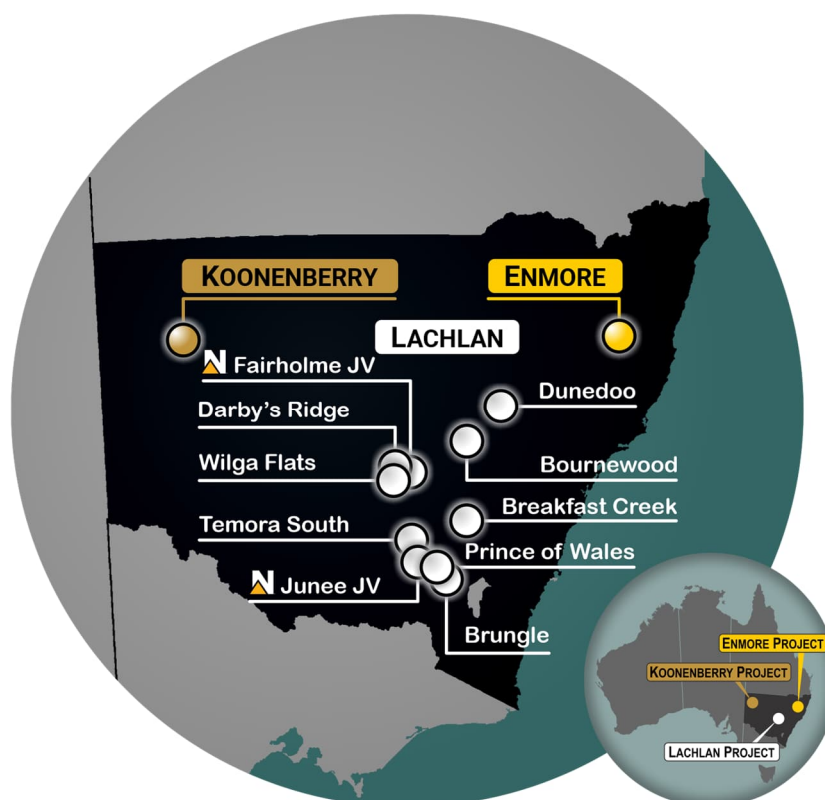 KOONENBERRY
ENMORE
LACHLAN
N Fairholme JV
Darby's Ridge
Dunedoo
Wilga Flats
Bournewood
Temora South
Breakfast Creek
Prince of Wales
N Junee JV
Brungle
ENMORE PROJECT
KOONENBERRY PROJECT
LACHLAN PROJECT